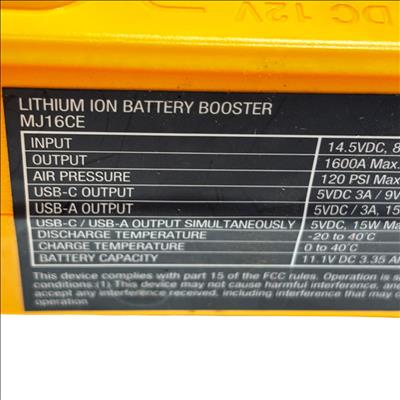 DC 12V
LITHIUM ION BATTERY BOOSTER
MJ16CE
INPUT 14.5VDC, 8
OUTPUT 1600A Max.
AIR PRESSURE 120 PSI Max
USB-C OUTPUT 5VDC 3A / 9V
USB-A OUTPUT 5VDC / 3A, 15
USB-C / USB-A OUTPUT SIMULTANEOUSLY 5VDC, 15W Ma
DISCHARGE TEMPERATURE -20 to 40°C
CHARGE TEMPERATURE 0 to 40°C
BATTERY CAPACITY 11.1V DC 3.35 A
This device complies with part 15 of the FCC rules. Operation is s
conditions:(1) This device may not cause harmful interference, and
accept any interference received, including interference that ma
operation